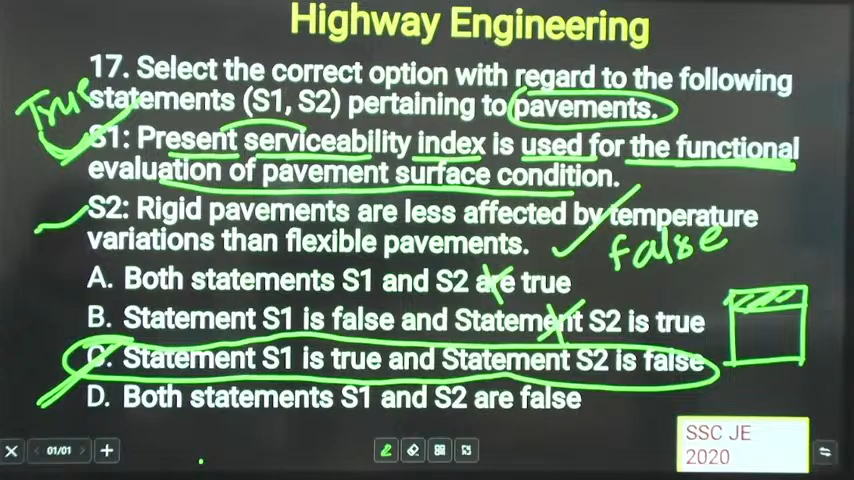 Highway Engineering
17. Select the correct option with regard to the following
statements (S1, S2) pertaining to pavements.
True
S1: Present serviceability index is used for the functional
evaluation of pavement surface condition.
S2: Rigid pavements are less affected by temperature
variations than flexible pavements.
false
A. Both statements S1 and S2 are true
B. Statement S1 is false and Statement S2 is true
C. Statement S1 is true and Statement S2 is false
D. Both statements S1 and S2 are false
SSC JE
2020
01/01